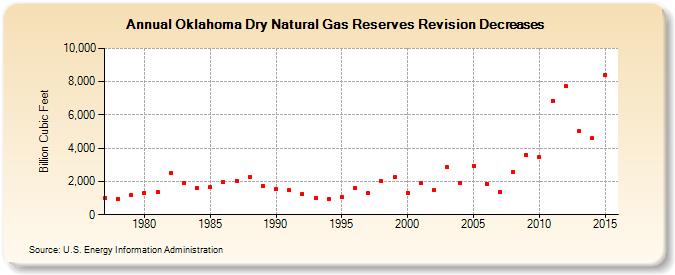 Annual Oklahoma Dry Natural Gas Reserves Revision Decreases
Billion Cubic Feet
10,000
8,000
6,000
4,000
2,000
0
1980 1985 1990 1995 2000 2005 2010 2015
Source: U.S. Energy Information Administration